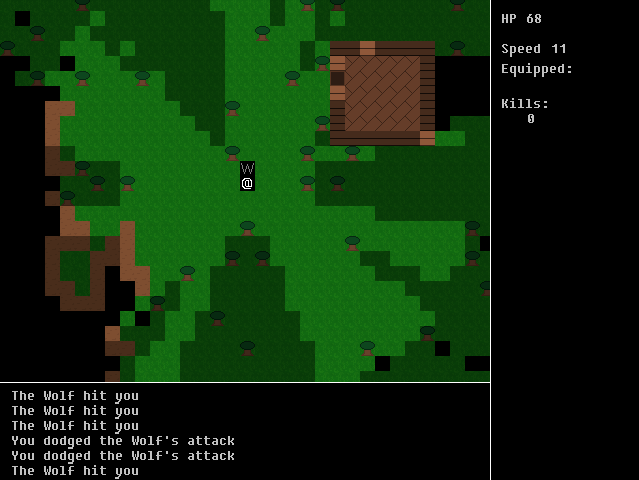 HP 68
Speed 11
Equipped:
Kills:
0
W
@
The Wolf hit you
The Wolf hit you
The Wolf hit you
You dodged the Wolf's attack
You dodged the Wolf's attack
The Wolf hit you